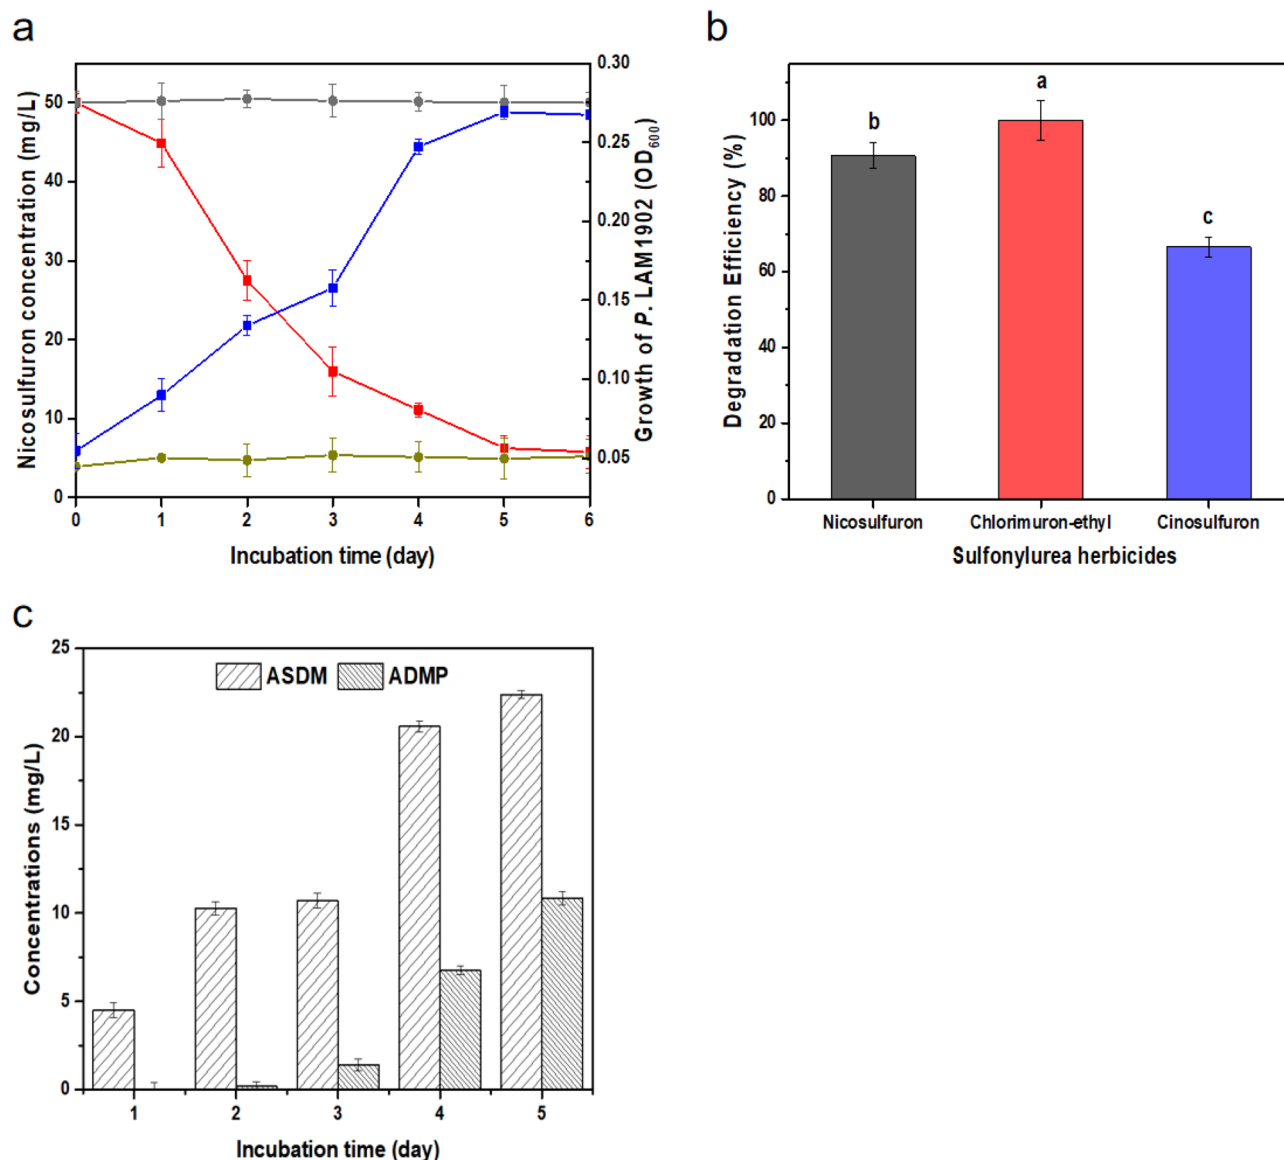 a
Nicosulfuron concentration (mg/L)
0
10
20
30
40
50
0.05
0.10
0.15
0.20
0.25
0.30
Growth of P. LAM1902 (OD600)
0 1 2 3 4 5 6
Incubation time (day)
b
Degradation Efficiency (%)
0
20
40
60
80
100
b
a
c
Nicosulfuron Chlorimuron-ethyl Cinosulfuron
Sulfonylurea herbicides
c
Concentrations (mg/L)
0
5
10
15
20
25
ASDM ADMP
1 2 3 4 5
Incubation time (day)